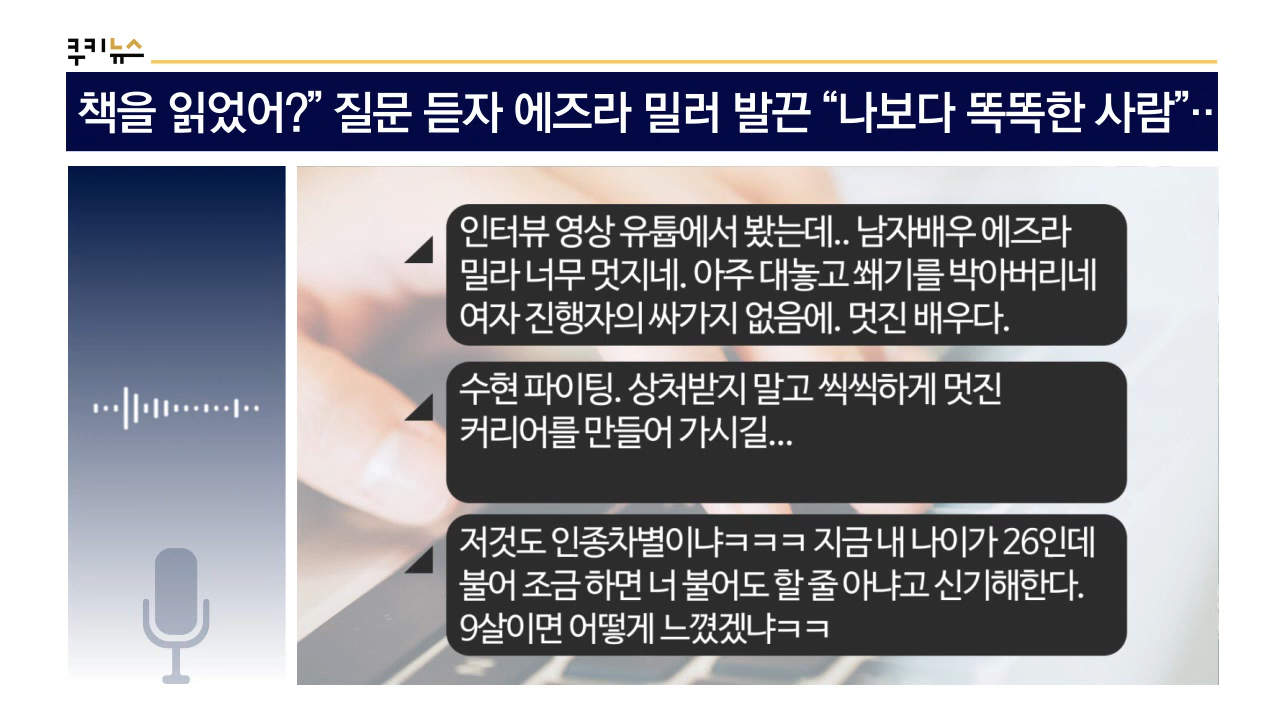 쿠키뉴스
책을 읽었어?” 질문 듣자 에즈라 밀러 발끈 “나보다 똑똑한 사람”··
인터뷰 영상 유튭에서 봤는데.. 남자배우 에즈라
밀라 너무 멋지네. 아주 대놓고 쐐기를 박아버리네
여자 진행자의 싸가지 없음에. 멋진 배우다.
수현 파이팅. 상처받지 말고 씩씩하게 멋진
커리어를 만들어 가시길...
저것도 인종차별이냐ㅋㅋㅋ 지금 내 나이가 26인데
불어 조금 하면 너 불어도 할 줄 아냐고 신기해한다.
9살이면 어떻게 느꼈겠냐ㅋㅋ